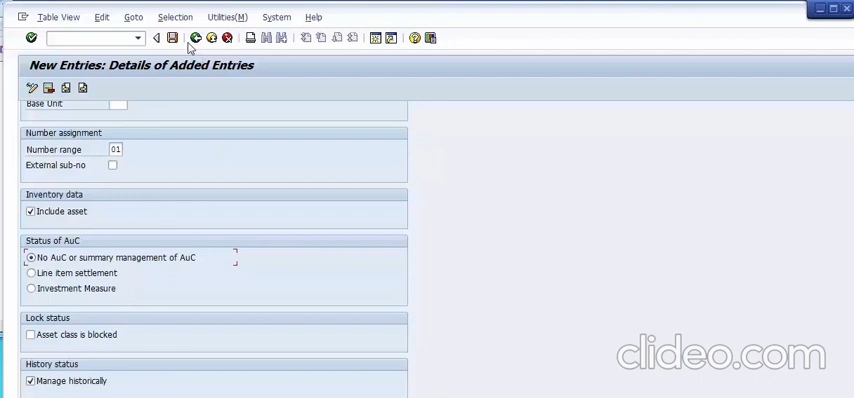 Table View Edit Goto Selection Utilities(M) System Help
New Entries: Details of Added Entries
Base Unit
Number assignment
Number range 01
External sub-no
Inventory data
Include asset
Status of AuC
No AuC or summary management of AuC
Line item settlement
Investment Measure
Lock status
Asset class is blocked
History status
Manage historically
clideo.com